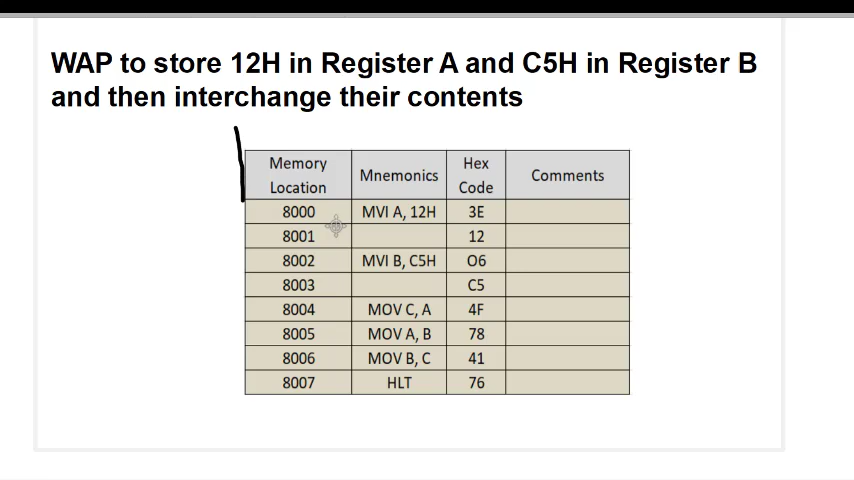 WAP to store 12H in Register A and C5H in Register B
and then interchange their contents
Memory Location Mnemonics Hex Code Comments
8000 MVI A, 12H 3E
8001 12
8002 MVI B, C5H O6
8003 C5
8004 MOV C, A 4F
8005 MOV A, B 78
8006 MOV B, C 41
8007 HLT 76